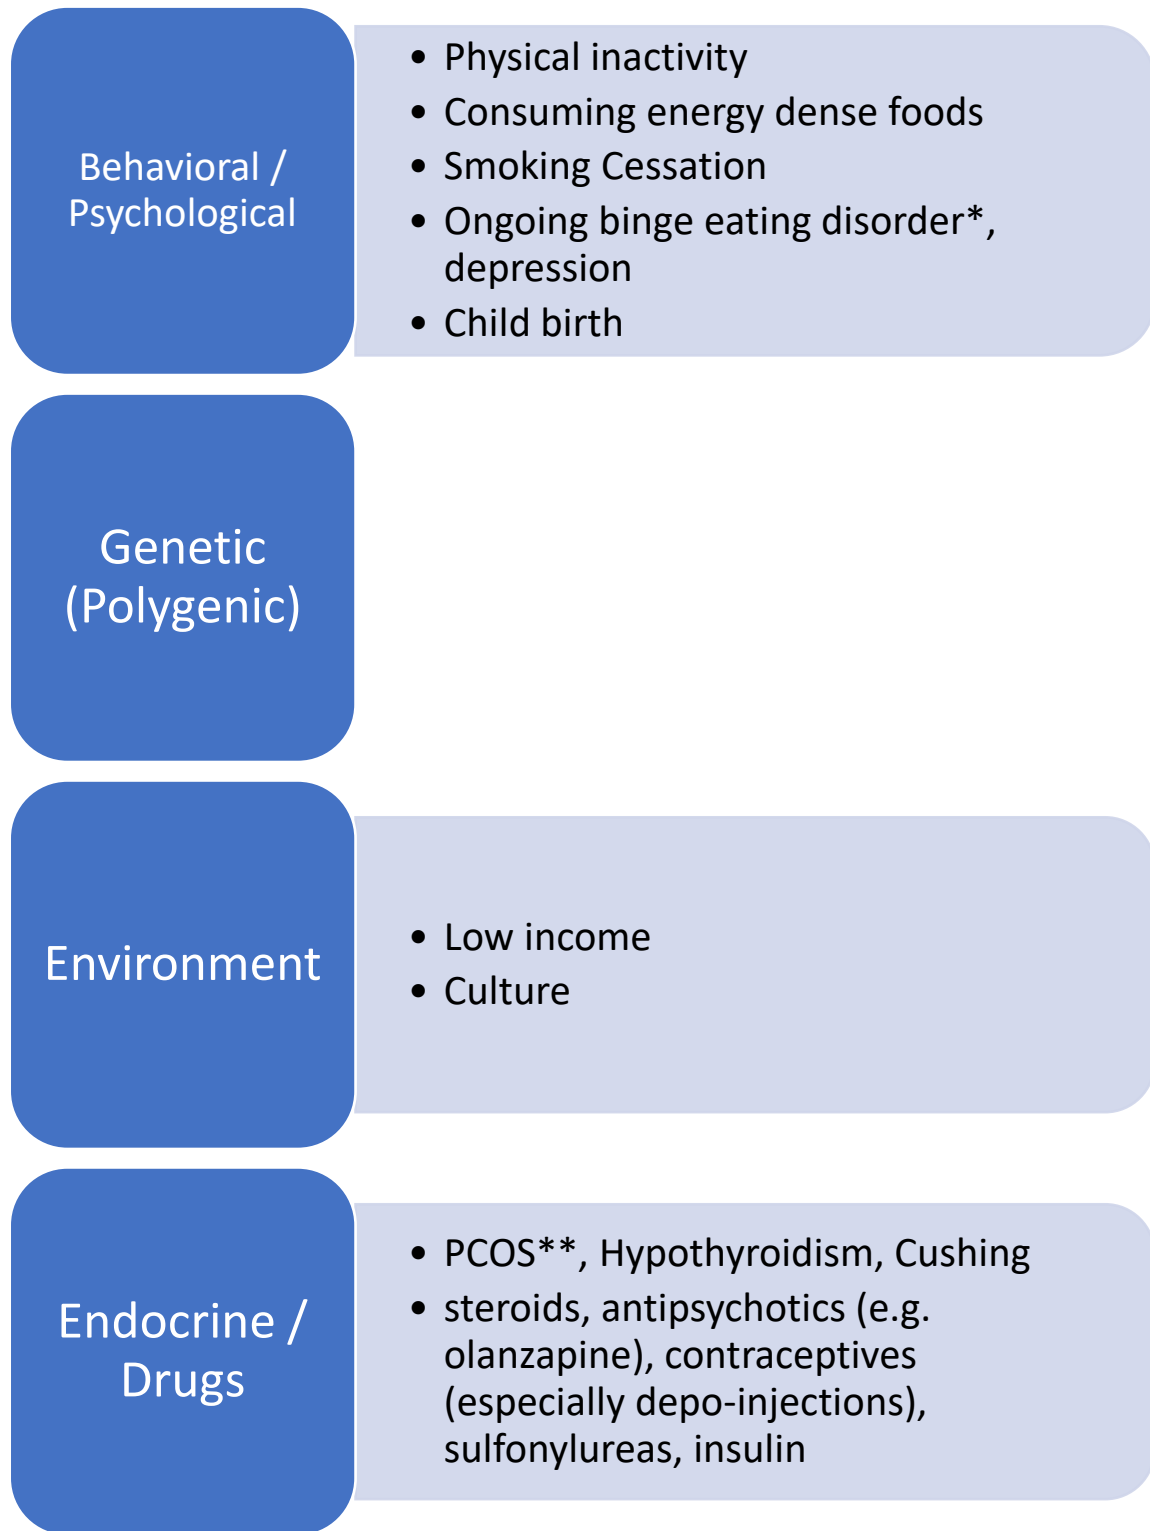 Behavioral /
Psychological
• Physical inactivity
• Consuming energy dense foods
• Smoking Cessation
• Ongoing binge eating disorder*,
depression
• Child birth
Genetic
(Polygenic)
Environment
• Low income
• Culture
Endocrine /
Drugs
• PCOS**, Hypothyroidism, Cushing
• steroids, antipsychotics (e.g.
olanzapine), contraceptives
(especially depo-injections),
sulfonylureas, insulin